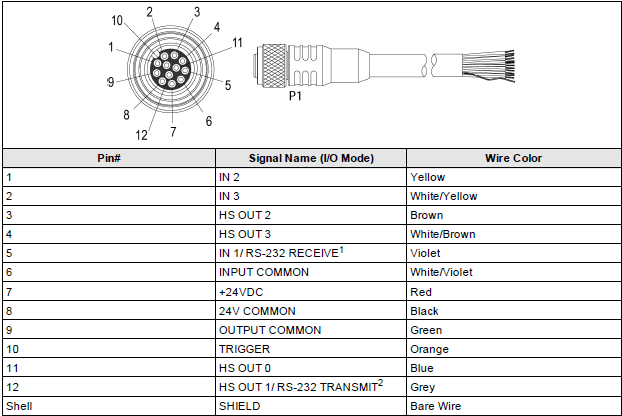 2
3
10
4
1
11
9
5
8
6
12
7
P1
Pin# Signal Name (I/O Mode) Wire Color
1 IN 2 Yellow
2 IN 3 White/Yellow
3 HS OUT 2 Brown
4 HS OUT 3 White/Brown
5 IN 1/ RS-232 RECEIVE1 Violet
6 INPUT COMMON White/Violet
7 +24VDC Red
8 24V COMMON Black
9 OUTPUT COMMON Green
10 TRIGGER Orange
11 HS OUT 0 Blue
12 HS OUT 1/ RS-232 TRANSMIT2 Grey
Shell SHIELD Bare Wire